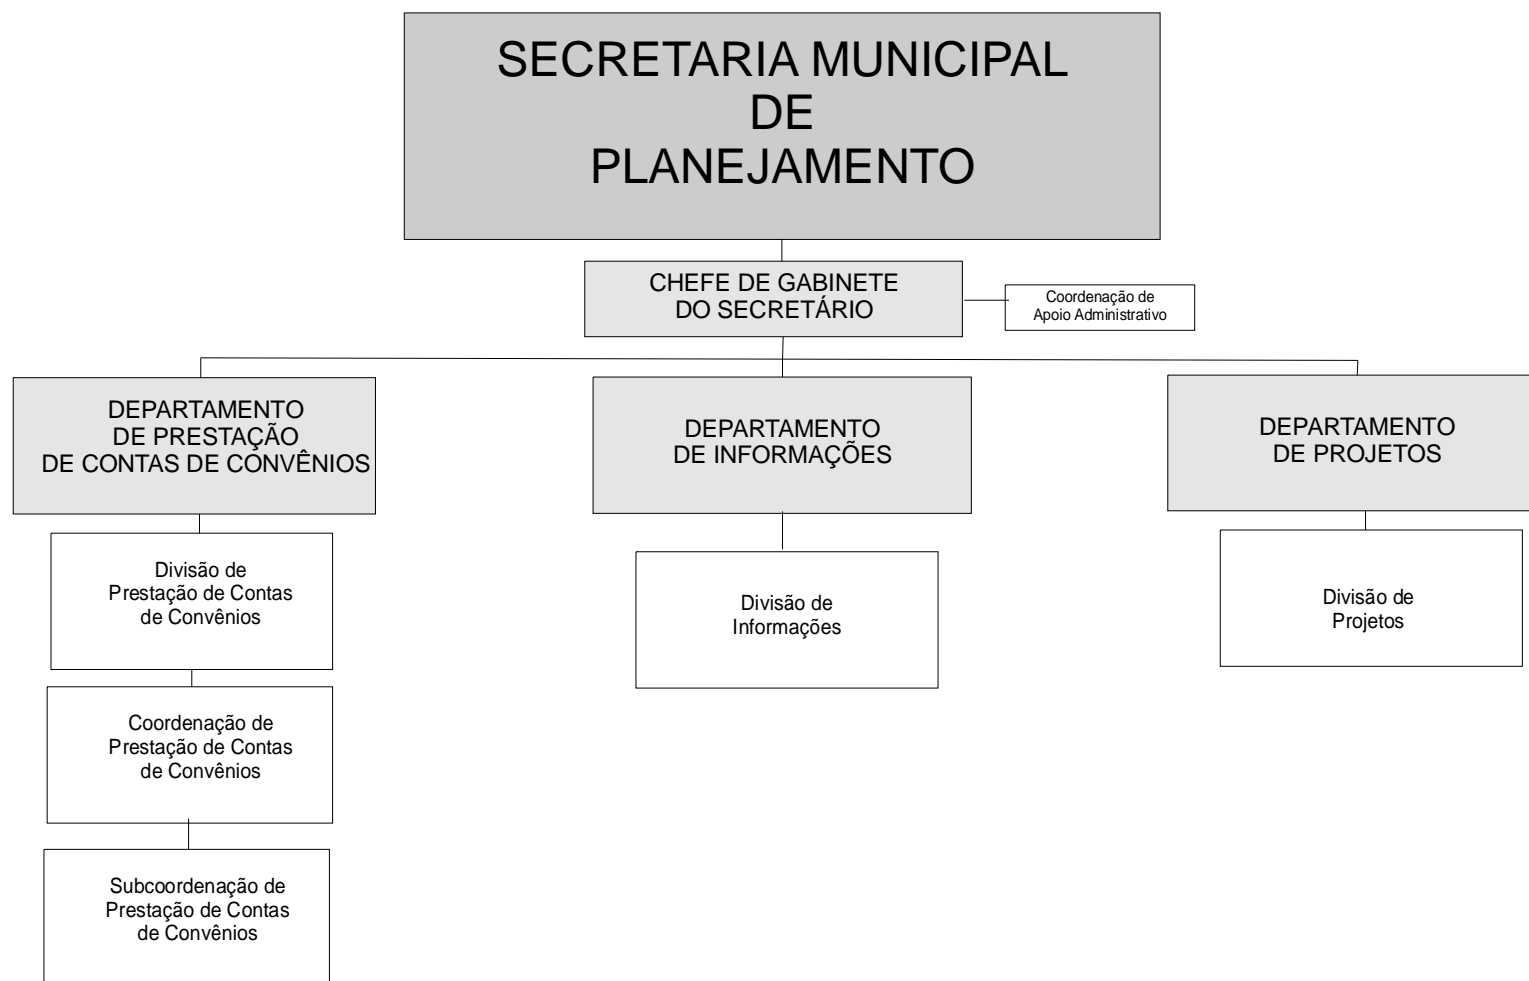 SECRETARIA MUNICIPAL
DE
PLANEJAMENTO
CHEFE DE GABINETE
DO SECRETÁRIO
Coordenação de
Apoio Administrativo
DEPARTAMENTO
DE PRESTAÇÃO
DE CONTAS DE CONVÊNIOS
DEPARTAMENTO
DE INFORMAÇÕES
DEPARTAMENTO
DE PROJETOS
Divisão de
Prestação de Contas
de Convênios
Divisão de
Informações
Divisão de
Projetos
Coordenação de
Prestação de Contas
de Convênios
Subcoordenação de
Prestação de Contas
de Convênios